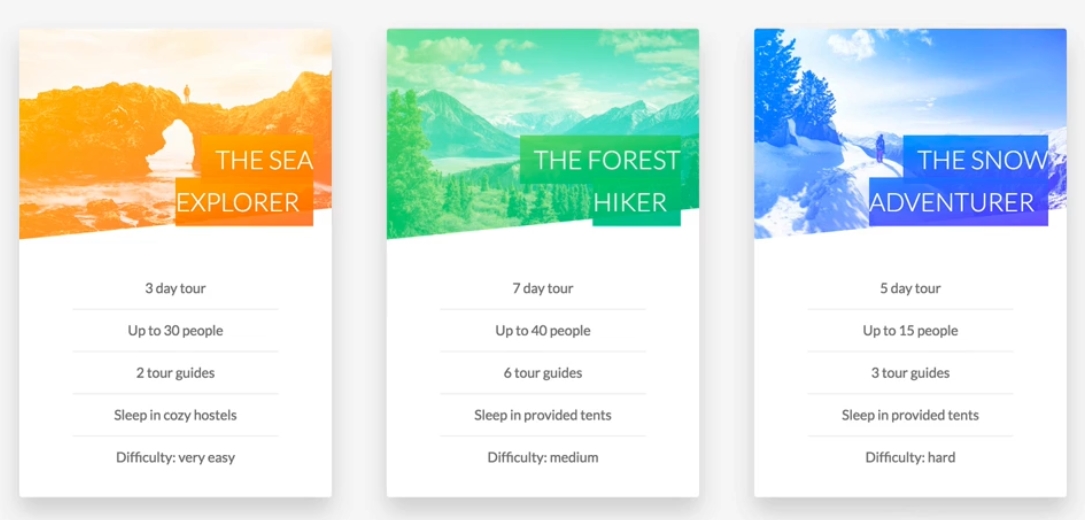 THE SEA
EXPLORER
3 day tour
Up to 30 people
2 tour guides
Sleep in cozy hostels
Difficulty: very easy
THE FOREST
HIKER
7 day tour
Up to 40 people
6 tour guides
Sleep in provided tents
Difficulty: medium
THE SNOW
ADVENTURER
5 day tour
Up to 15 people
3 tour guides
Sleep in provided tents
Difficulty: hard